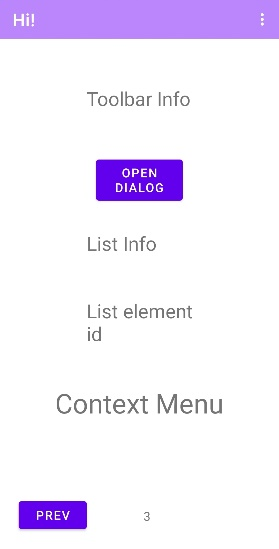 Hi!
Toolbar Info
OPEN
DIALOG
List Info
List element
id
Context Menu
PREV
3